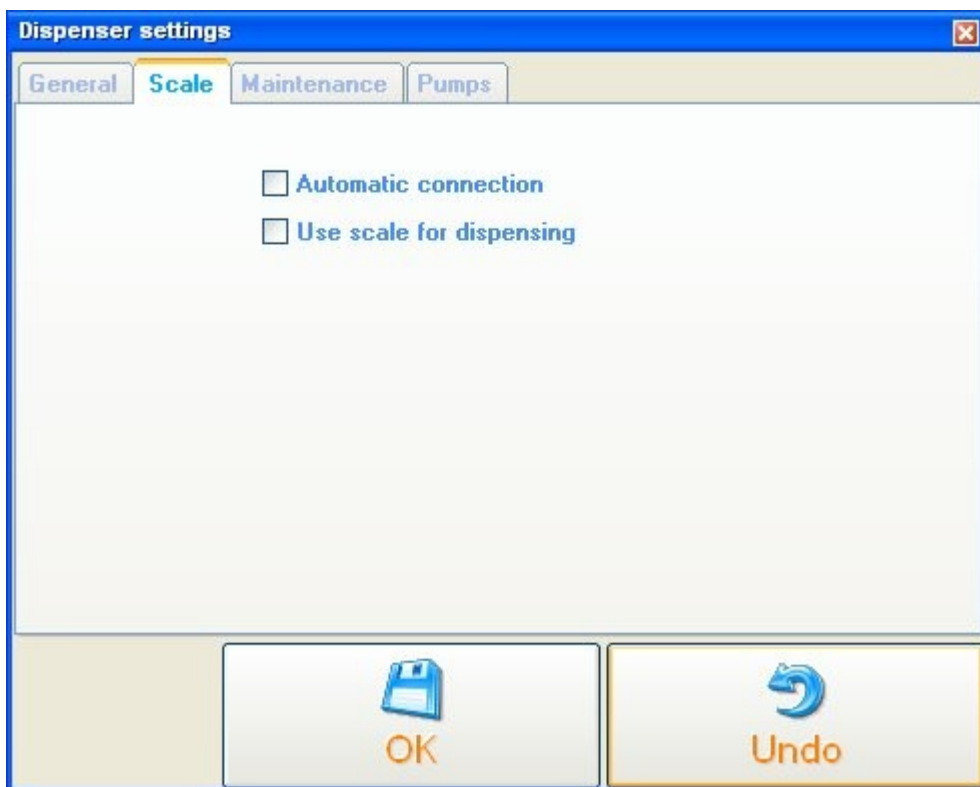 Dispenser settings
General Scale Maintenance Pumps
Automatic connection
Use scale for dispensing
OK Undo